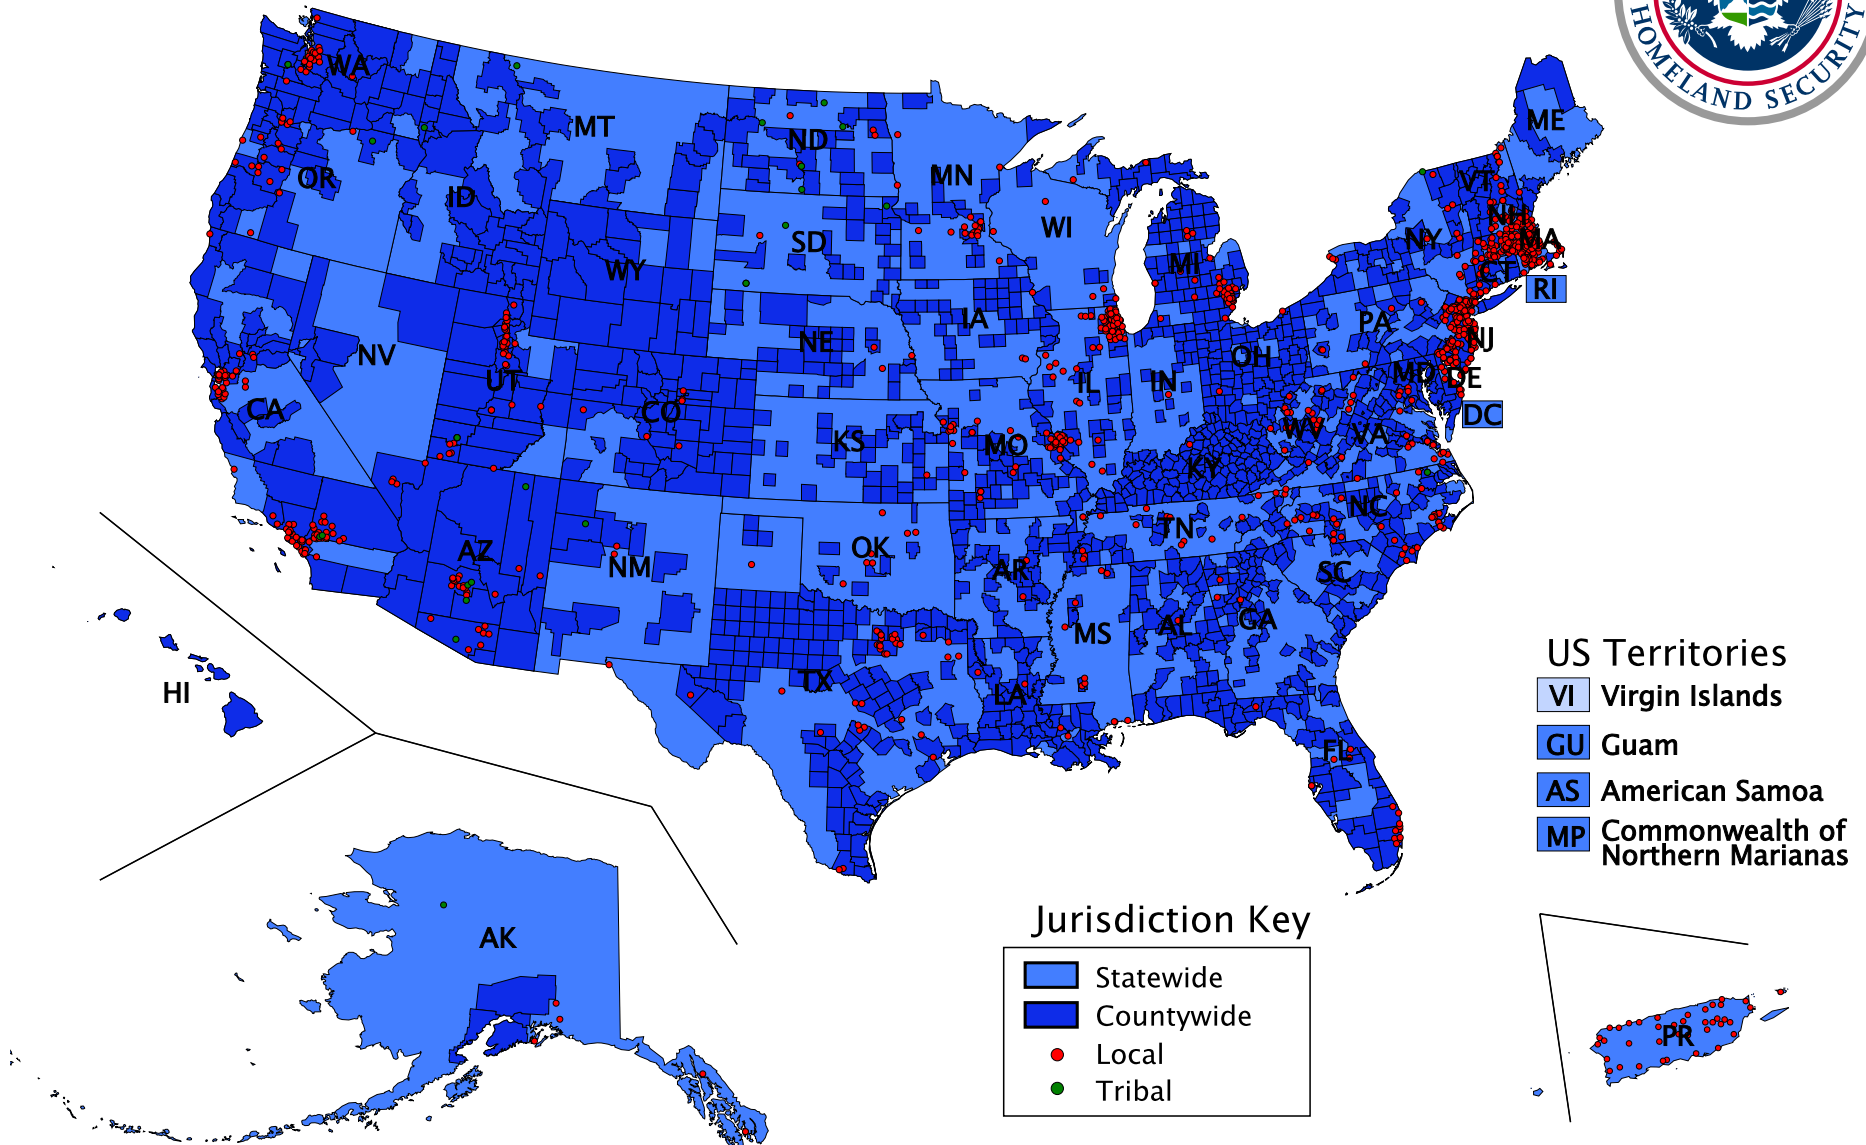 HOMELAND SECURITY
WA
MT
ND
MN
ME
OR
ID
SD
WI
VT
NH
MA
NY
MI
WY
CT
RI
IA
PA
NE
NJ
NV
OH
UT
IL
IN
MD
DE
CA
CO
DC
KS
MO
WV
VA
KY
NC
TN
AZ
OK
NM
AR
SC
MS
AL
GA
TX
LA
HI
FL
US Territories
VI Virgin Islands
GU Guam
AS American Samoa
MP Commonwealth of
Northern Marianas
AK
Jurisdiction Key
Statewide
Countywide
Local
Tribal
PR